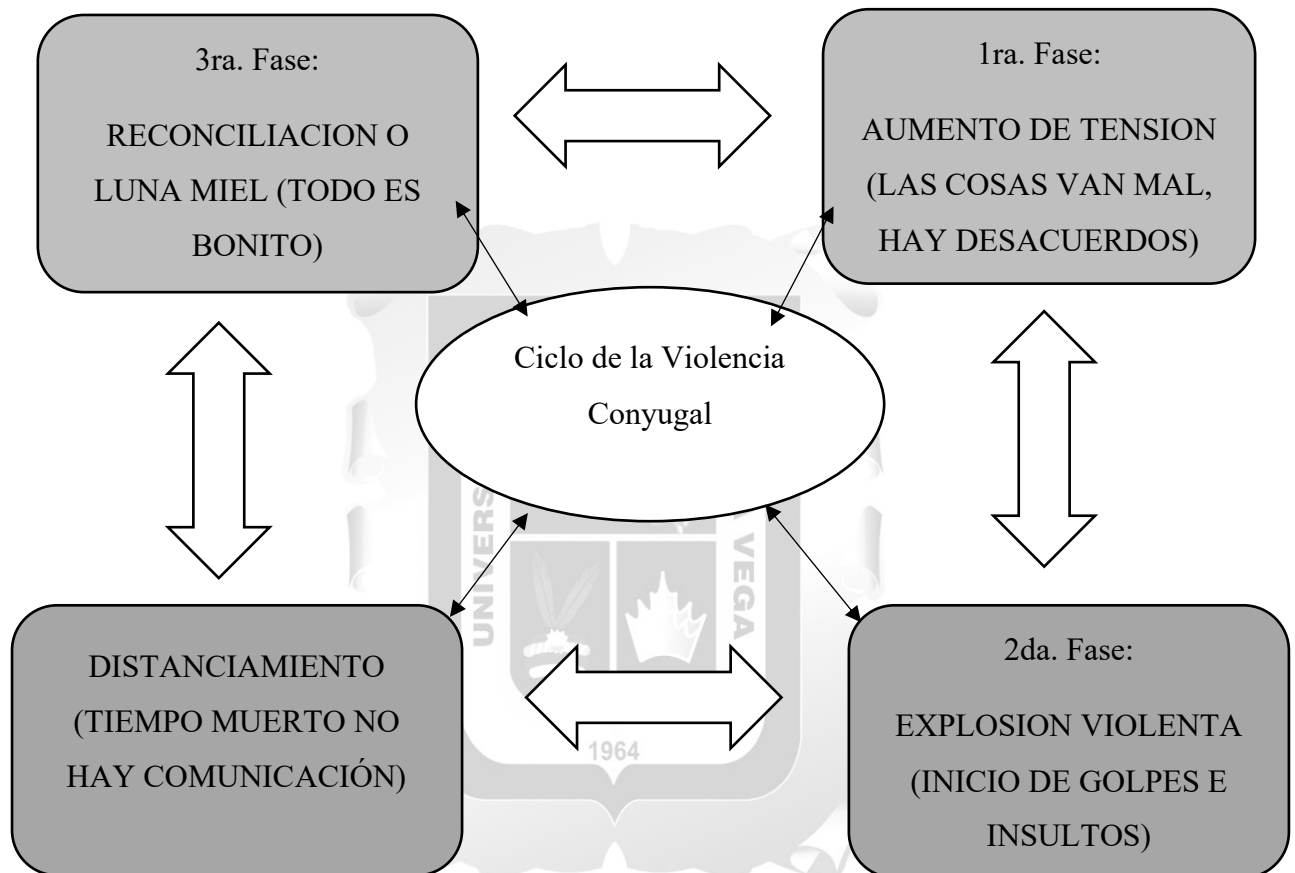 3ra. Fase:
RECONCILIACION O
LUNA MIEL (TODO ES
BONITO)
1ra. Fase:
AUMENTO DE TENSION
(LAS COSAS VAN MAL,
HAY DESACUERDOS)
Ciclo de la Violencia
Conyugal
DISTANCIAMIENTO
(TIEMPO MUERTO NO
HAY COMUNICACIÓN)
2da. Fase:
EXPLOSION VIOLENTA
(INICIO DE GOLPES E
INSULTOS)
VEGA
1964